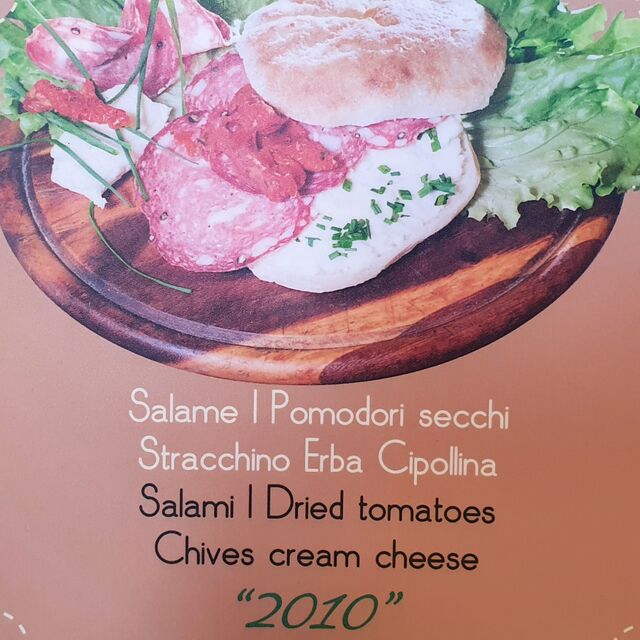 Salame | Pomodori secchi
Stracchino Erba Cipollina
Salami | Dried tomatoes
Chives cream cheese
"2010"